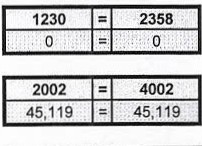 1230 = 2358
0 = 0
2002 = 4002
45,119 = 45,119